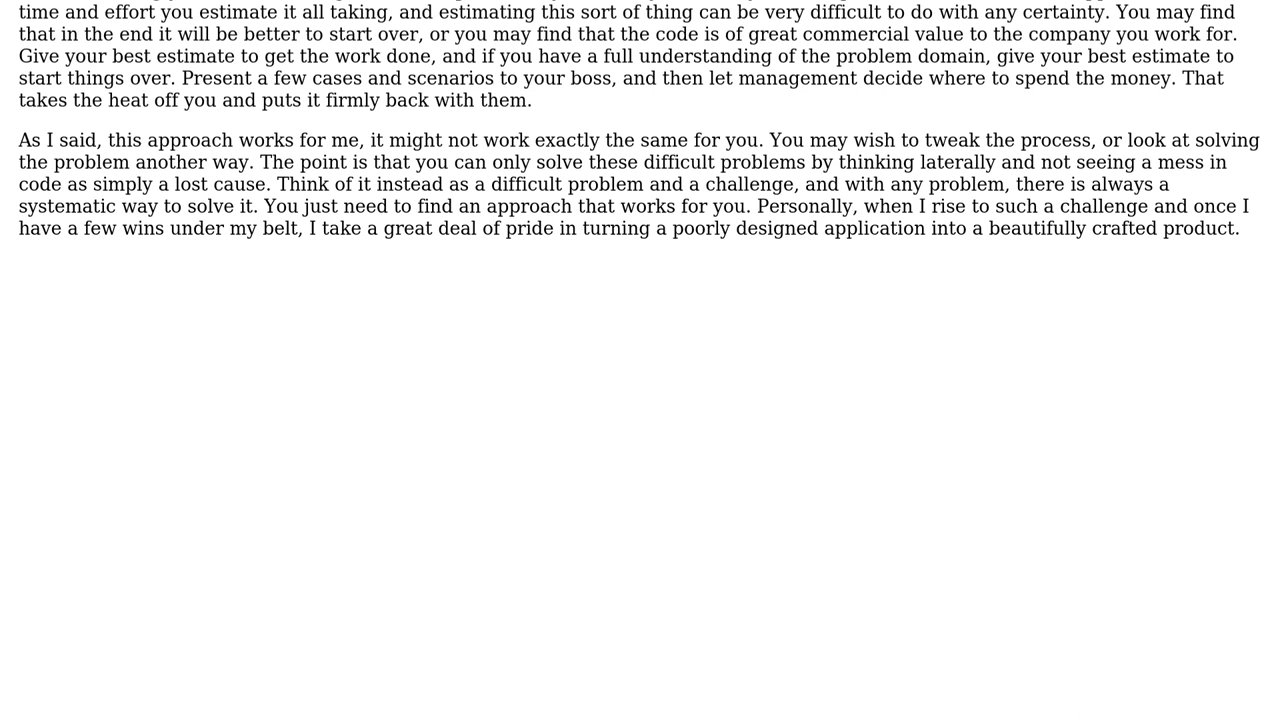 time and effort you estimate it all taking, and estimating this sort of thing can be very difficult to do with any certainty. You may find
that in the end it will be better to start over, or you may find that the code is of great commercial value to the company you work for.
Give your best estimate to get the work done, and if you have a full understanding of the problem domain, give your best estimate to
start things over. Present a few cases and scenarios to your boss, and then let management decide where to spend the money. That
takes the heat off you and puts it firmly back with them.
As I said, this approach works for me, it might not work exactly the same for you. You may wish to tweak the process, or look at solving
the problem another way. The point is that you can only solve these difficult problems by thinking laterally and not seeing a mess in
code as simply a lost cause. Think of it instead as a difficult problem and a challenge, and with any problem, there is always a
systematic way to solve it. You just need to find an approach that works for you. Personally, when I rise to such a challenge and once I
have a few wins under my belt, I take a great deal of pride in turning a poorly designed application into a beautifully crafted product.